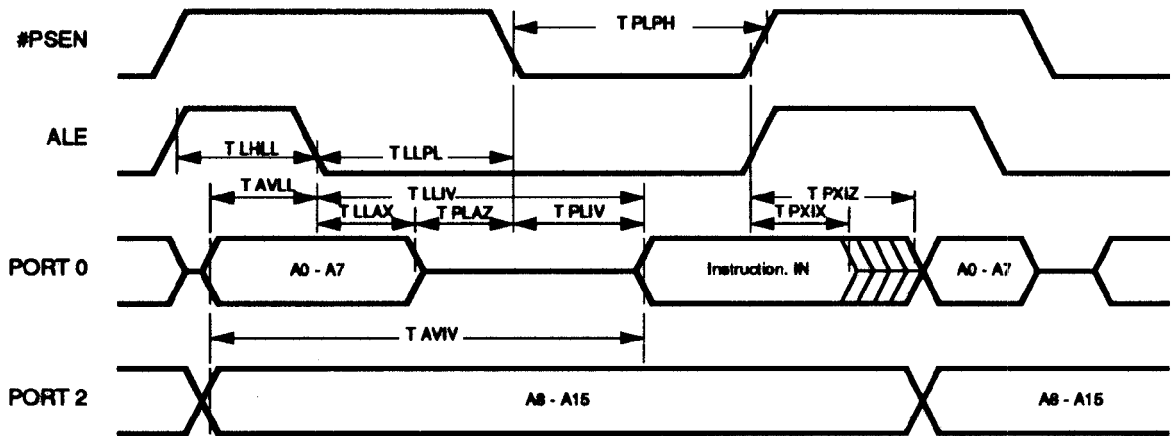 #PSEN
T PLPH
ALE
T LHLL
T LLPL
T AVLL
T LLIV
T PXIZ
T LLAX
T PLAZ
T PLIV
T PXIX
PORT 0
A0 - A7
Instruction. IN
A0 - A7
T AVIV
PORT 2
A8 - A15
A8 - A15